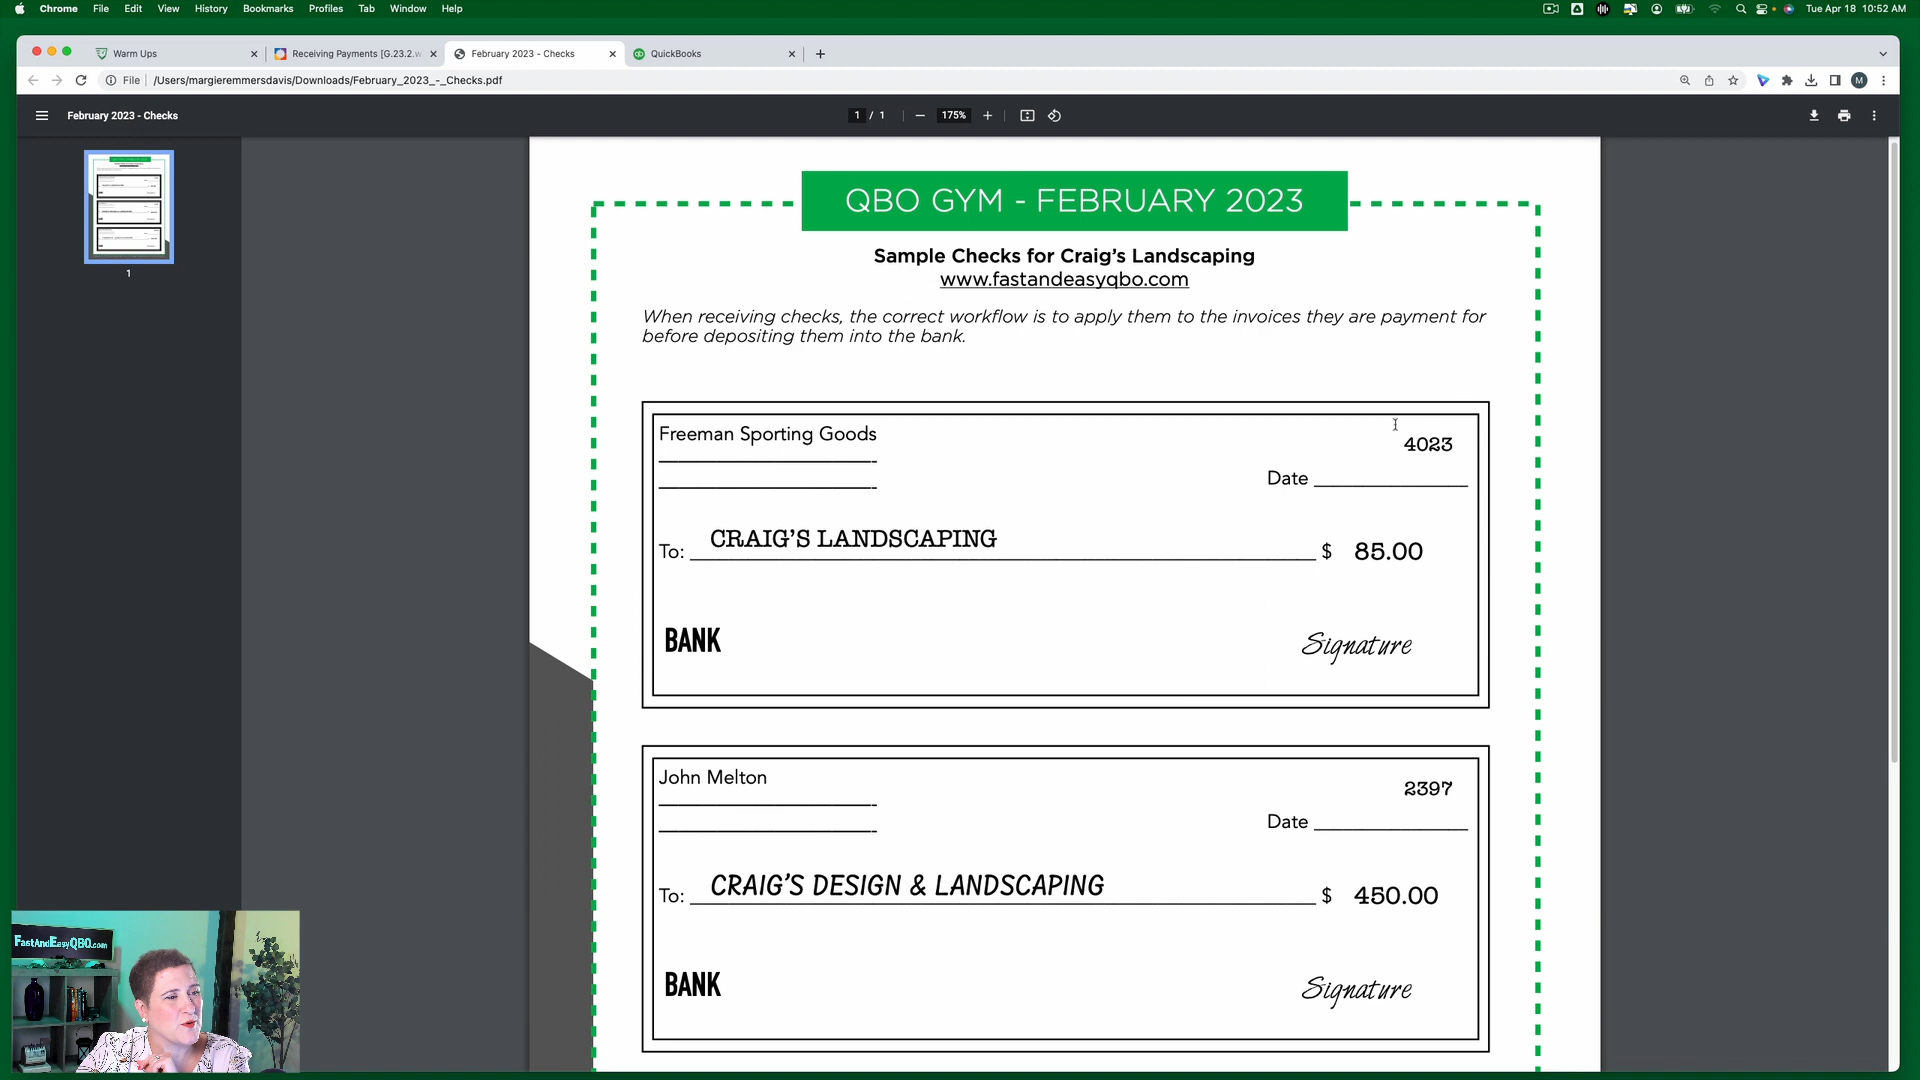 Chrome File Edit View History Bookmarks Profiles Tab Window Help Tue Apr 18 10:52 AM
Warm Ups Receiving Payments [G.23.2.w February 2023 - Checks QuickBooks
File /Users/margieremmersdavis/Downloads/February_2023_-_Checks.pdf M
February 2023 - Checks 1 / 1 175%
1
QBO GYM - FEBRUARY 2023
Sample Checks for Craig's Landscaping
www.fastandeasyqbo.com
When receiving checks, the correct workflow is to apply them to the invoices they are payment for
before depositing them into the bank.
Freeman Sporting Goods
4023
Date
To: CRAIG'S LANDSCAPING $ 85.00
BANK Signature
John Melton
2397
Date
To: CRAIG'S DESIGN & LANDSCAPING $ 450.00
BANK Signature
FastAndEasyQBO.com